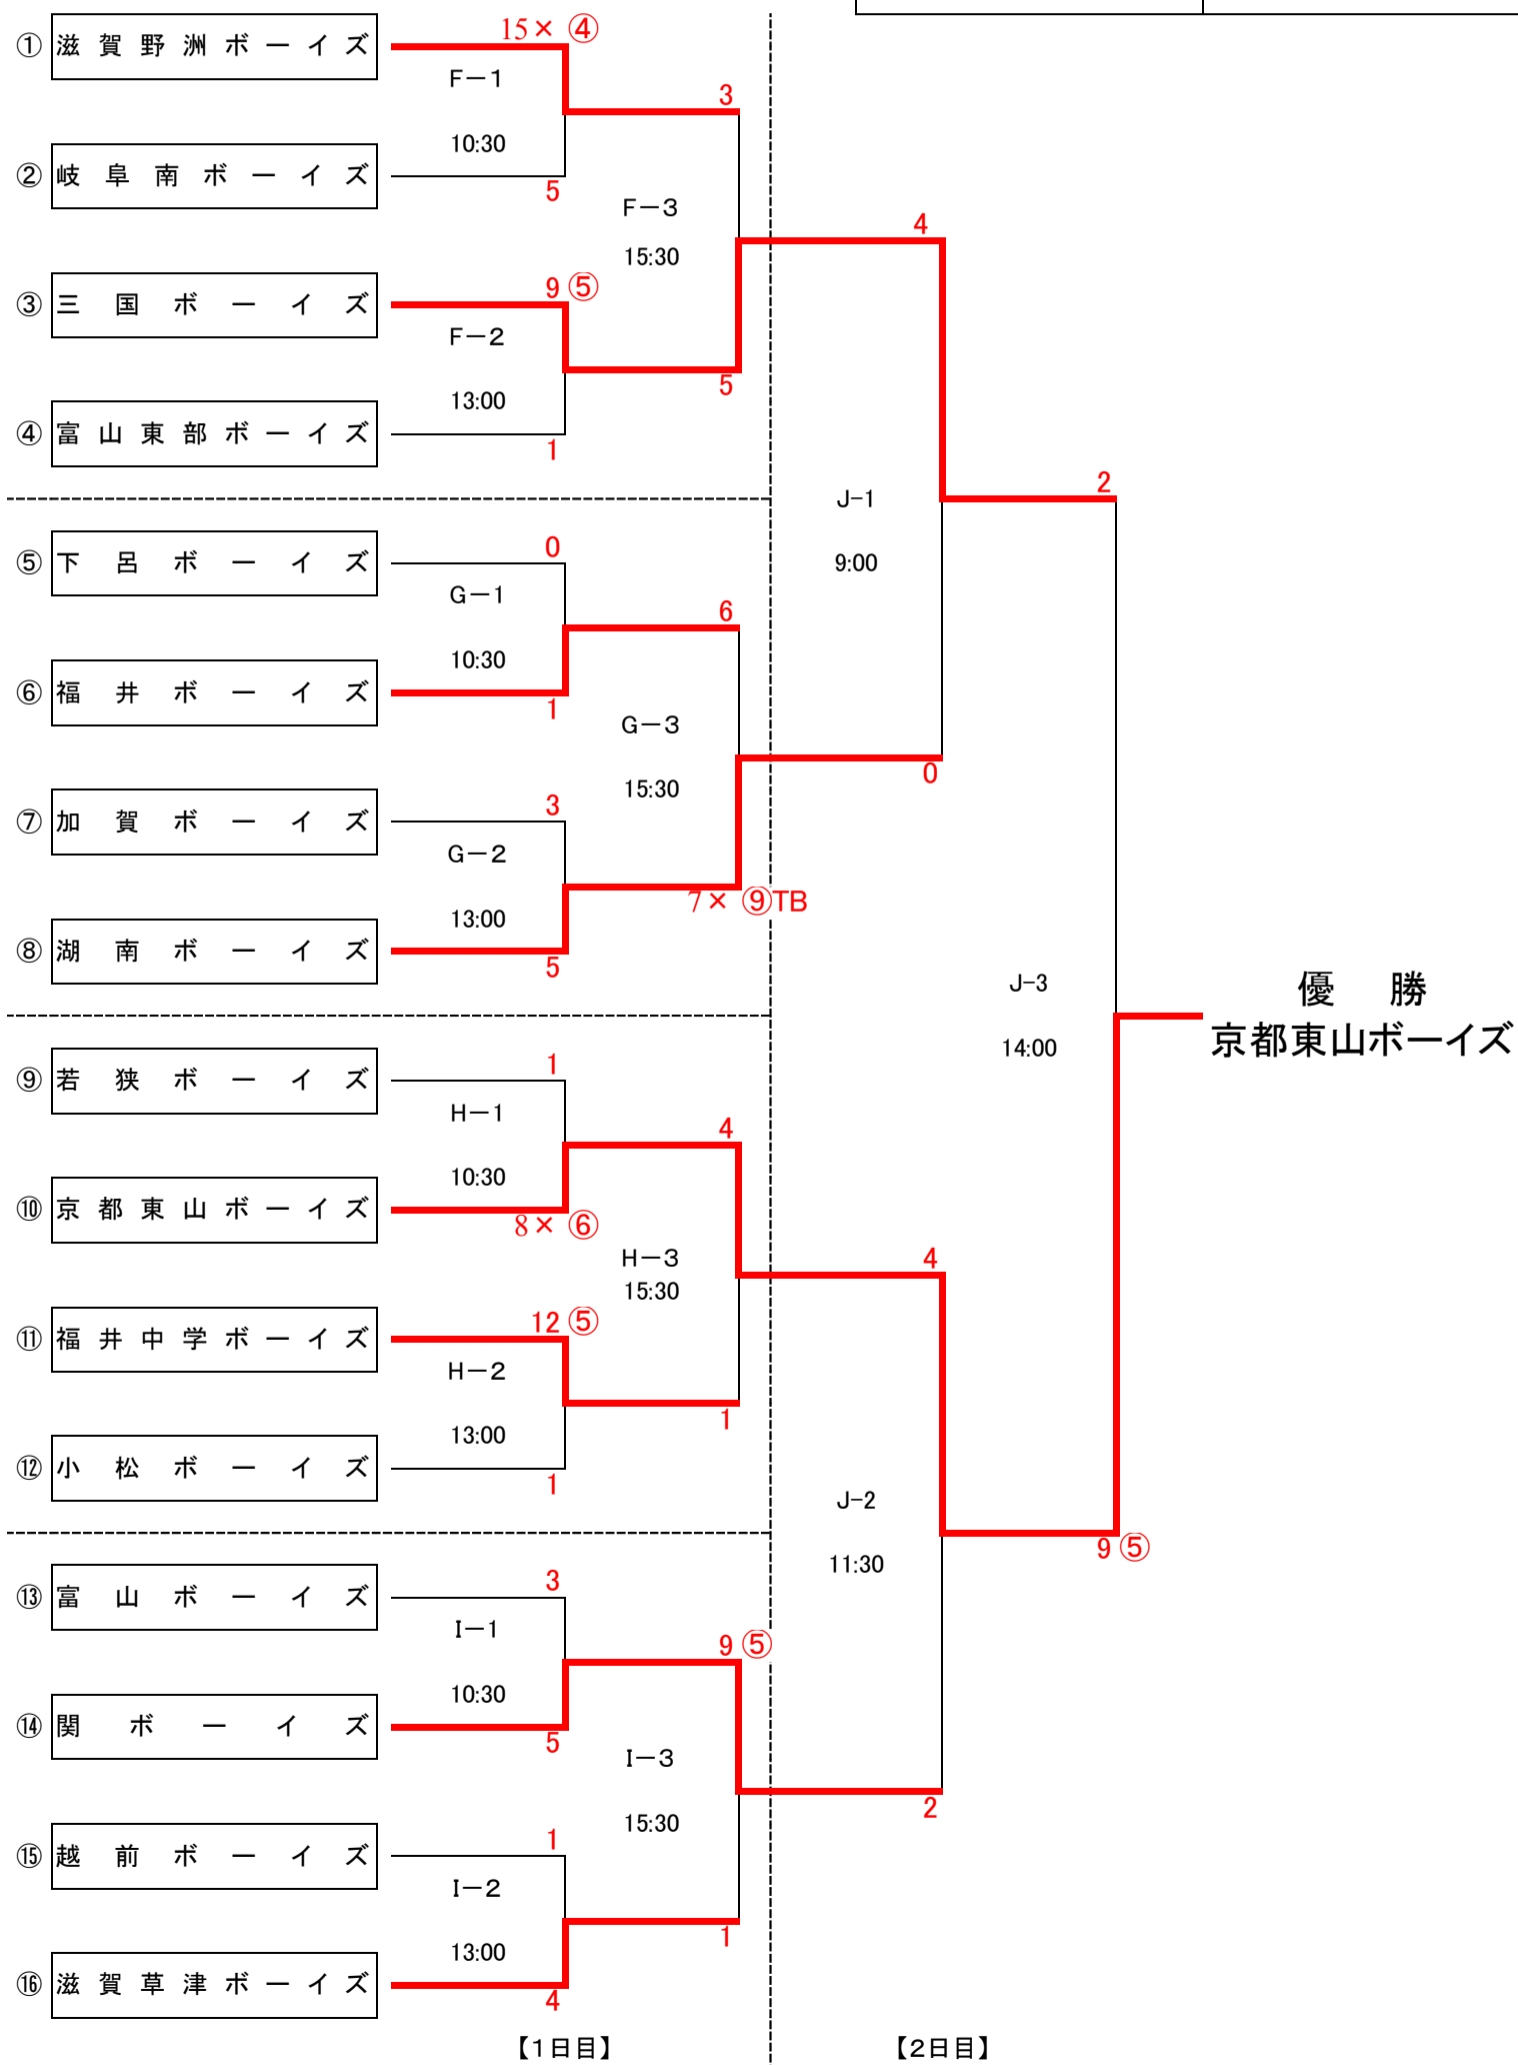 15× ④
① 滋賀野洲ボーイズ
F－1
3
10:30
② 岐阜南ボーイズ
5
F－3
4
15:30
9 ⑤
③ 三国ボーイズ
F－2
5
13:00
④ 富山東部ボーイズ
1
2
J-1
0
⑤ 下呂ボーイズ
9:00
G－1
6
10:30
⑥ 福井ボーイズ
1
G－3
0
15:30
3
⑦ 加賀ボーイズ
G－2
7× ⑨TB
13:00
⑧ 湖南ボーイズ
5
J-3
優勝
14:00
京都東山ボーイズ
1
⑨ 若狭ボーイズ
H－1
4
10:30
⑩ 京都東山ボーイズ
8× ⑥
H－3
4
15:30
12 ⑤
⑪ 福井中学ボーイズ
H－2
1
13:00
⑫ 小松ボーイズ
1
J-2
9 ⑤
11:30
3
⑬ 富山ボーイズ
I－1
9 ⑤
10:30
⑭ 関ボーイズ
5
I－3
2
15:30
1
⑮ 越前ボーイズ
I－2
1
13:00
⑯ 滋賀草津ボーイズ
4
【1日目】
【2日目】